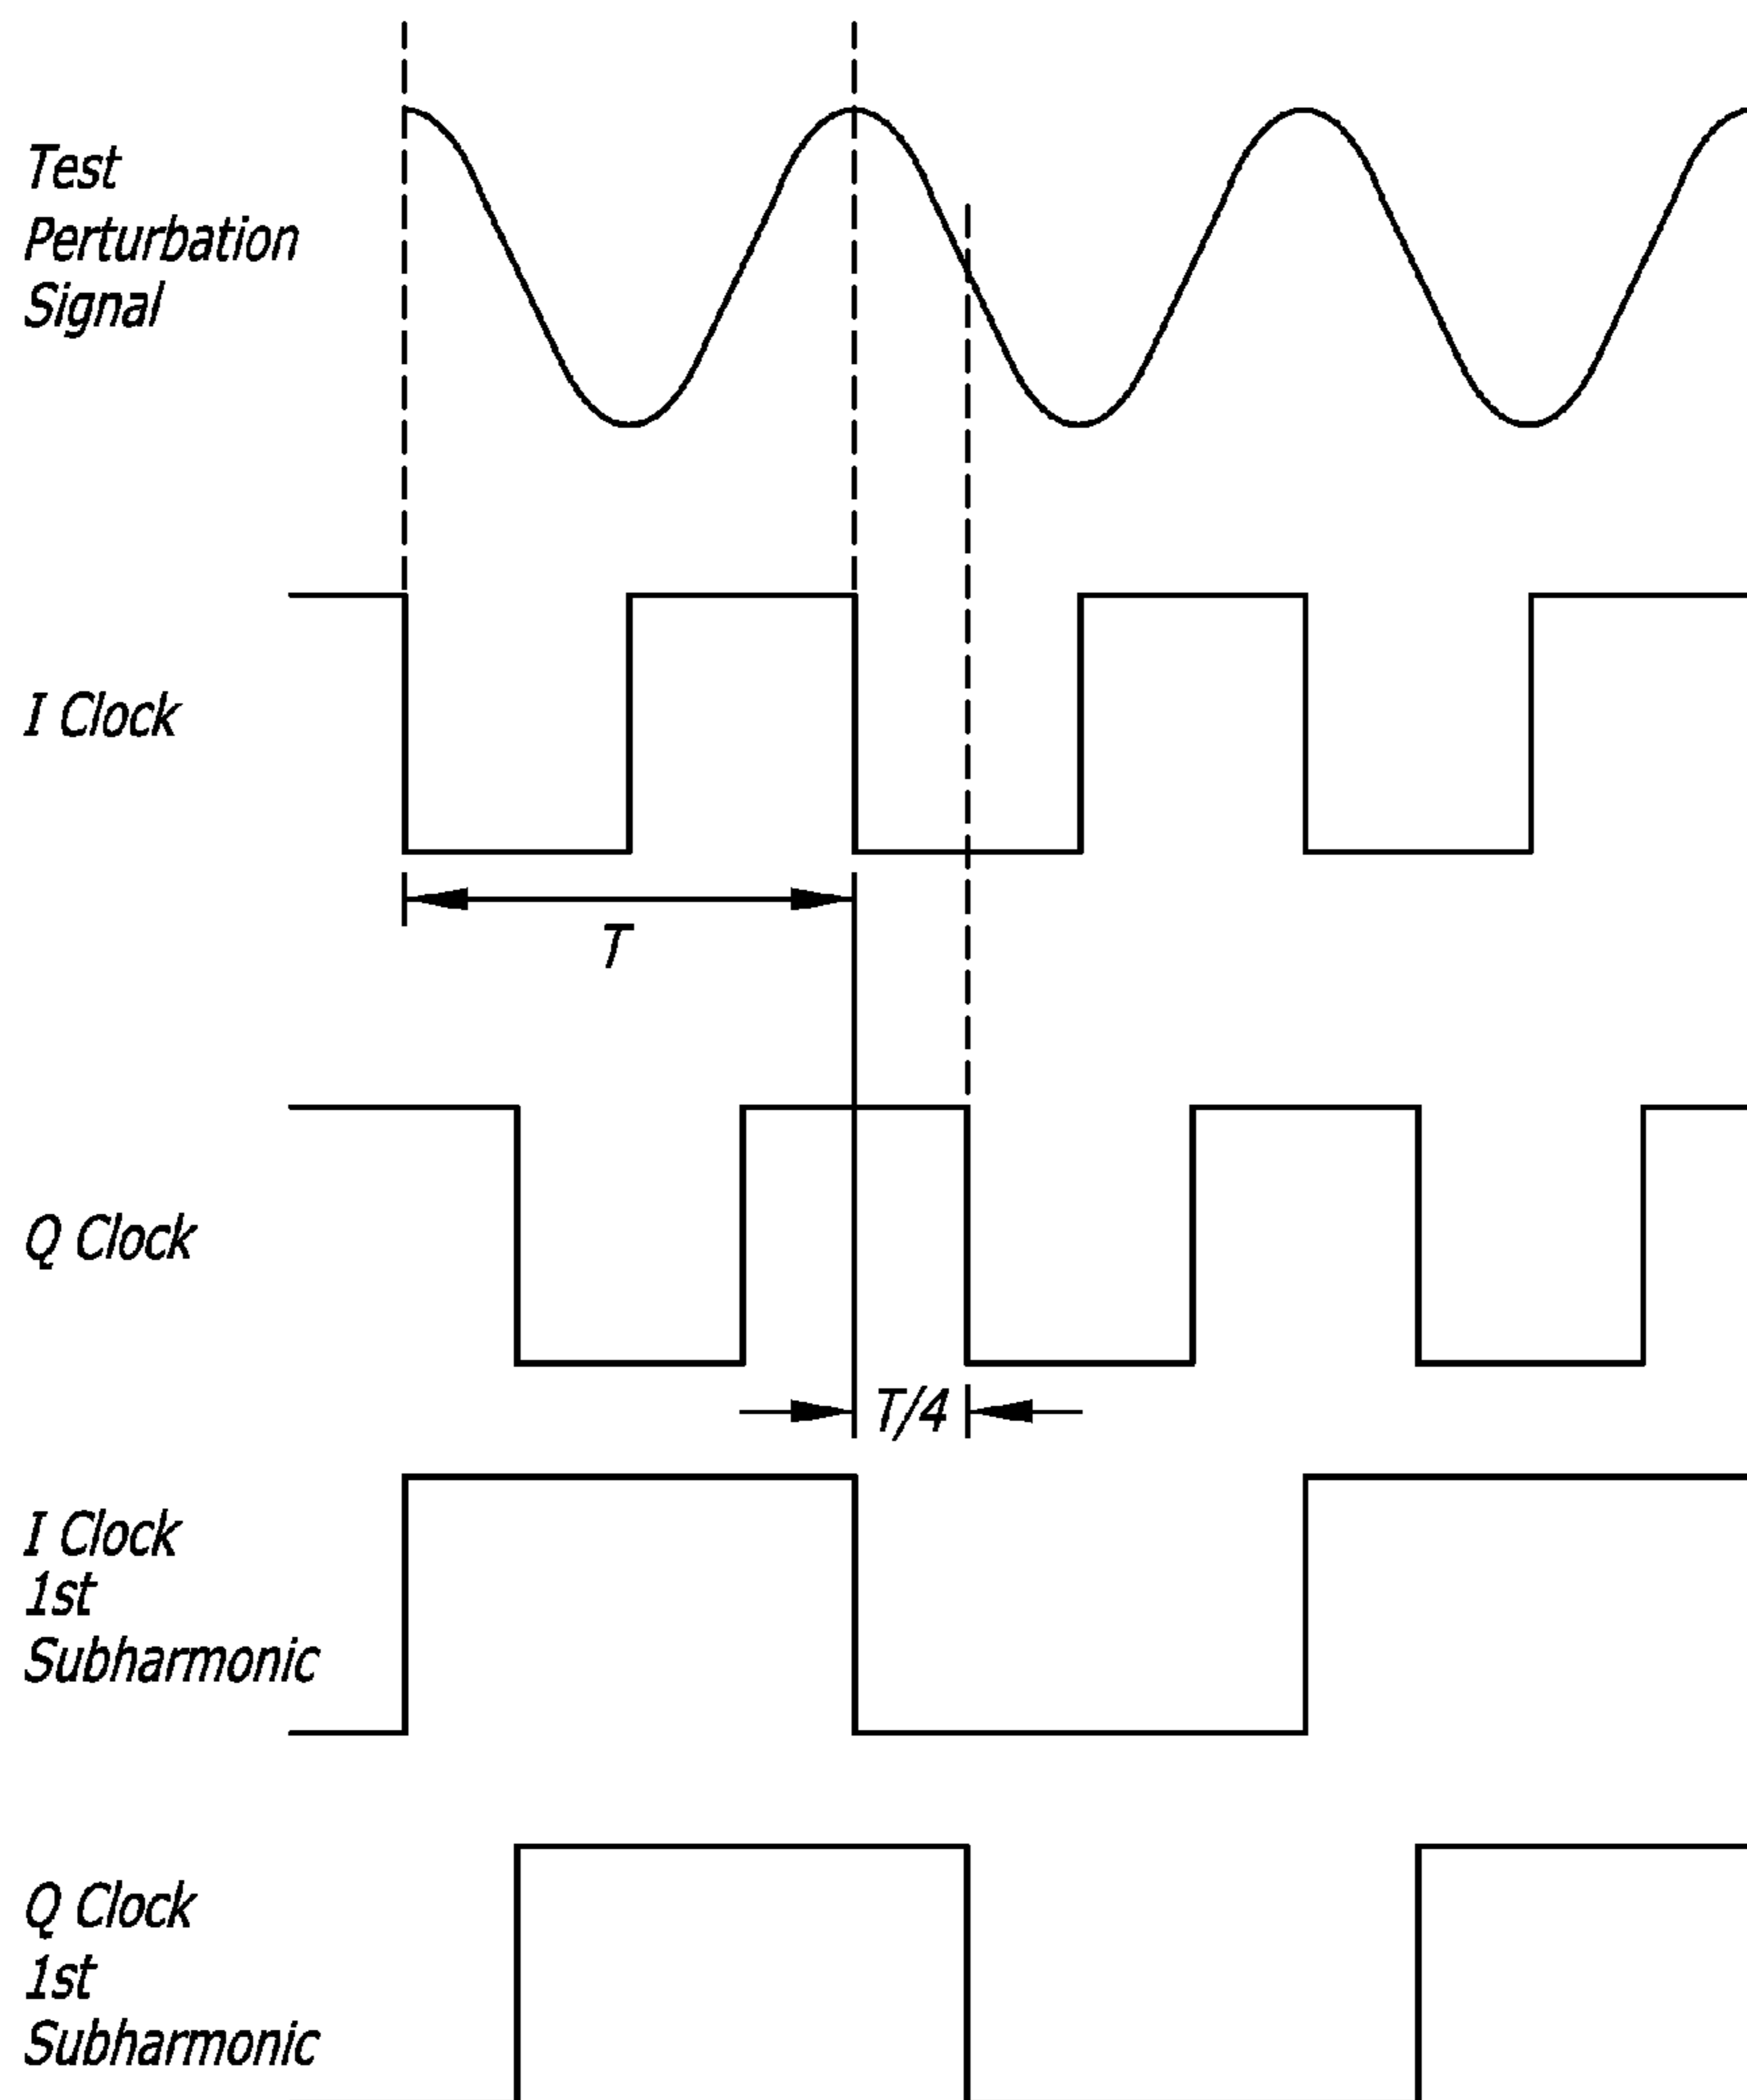 Test
Perturbation
Signal
I Clock
T
Q Clock
T/4
I Clock
1st
Subharmonic
Q Clock
1st
Subharmonic